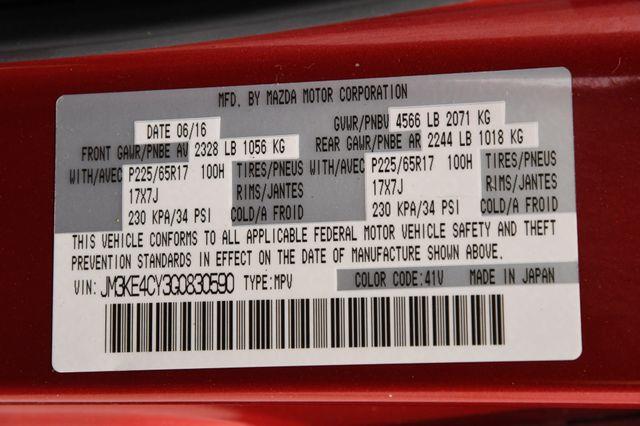 MFD. BY MAZDA MOTOR CORPORATION
DATE 06/16 GVWR/PNBV 4566 LB 2071 KG
FRONT GAWR/PNBE AV 2328 LB 1056 KG REAR GAWR/PNBE AR 2244 LB 1018 KG
WITH/AVEC P225/65R17 100H TIRES/PNEUS WITH/AVEC P225/65R17 100H TIRES/PNEUS
17X7J RIMS/JANTES 17X7J RIMS/JANTES
230 KPA/34 PSI COLD/A FROID 230 KPA/34 PSI COLD/A FROID
THIS VEHICLE CONFORMS TO ALL APPLICABLE FEDERAL MOTOR VEHICLE SAFETY AND THEFT
PREVENTION STANDARDS IN EFFECT ON THE DATE OF MANUFACTURE SHOWN ABOVE.
VIN: JM3KE4CY3G0830590 TYPE:MPV COLOR CODE:41V MADE IN JAPAN